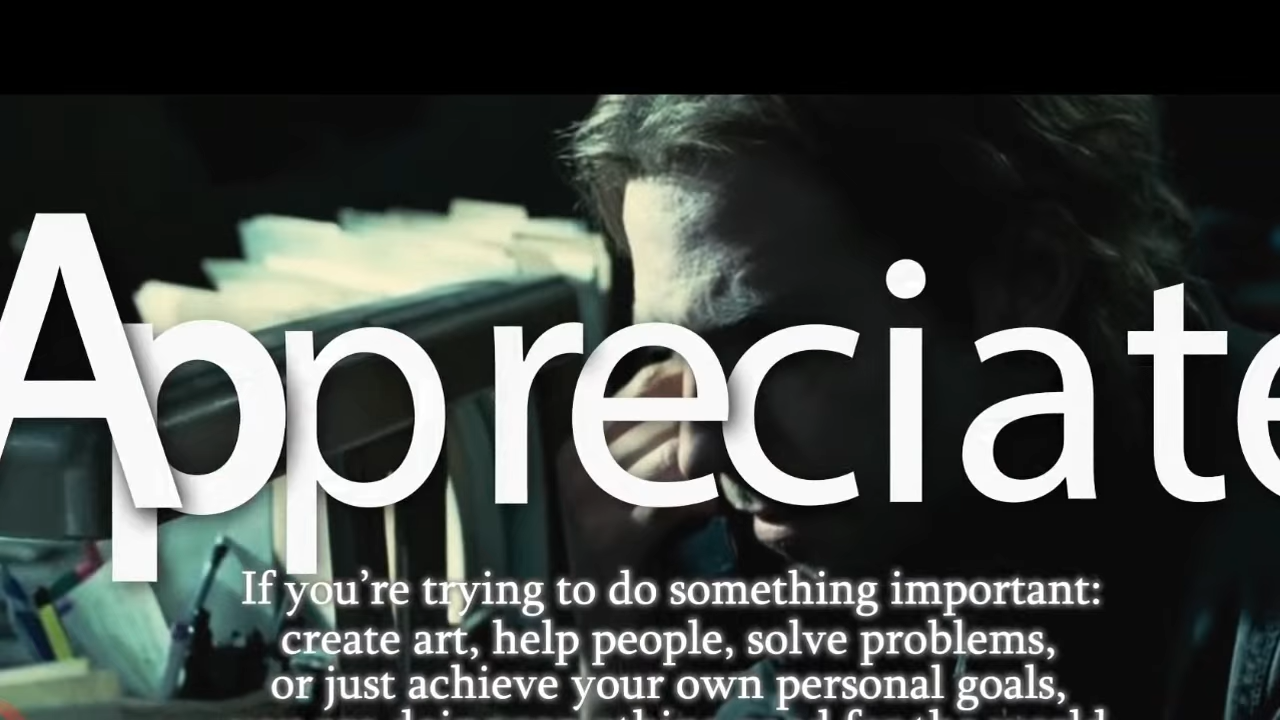 Appreciate
If you're trying to do something important:
create art, help people, solve problems,
or just achieve your own personal goals,